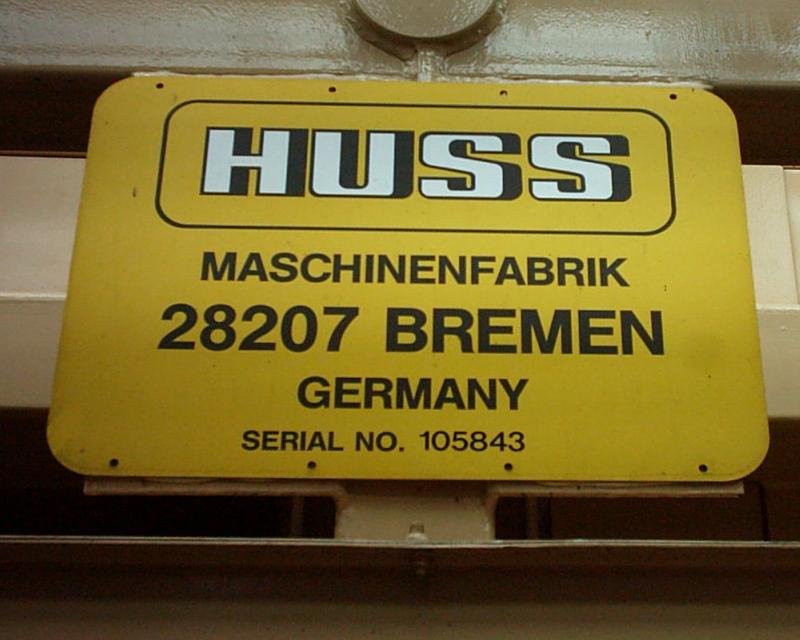 HUSS
MASCHINENFABRIK
28207 BREMEN
GERMANY
SERIAL NO. 105843